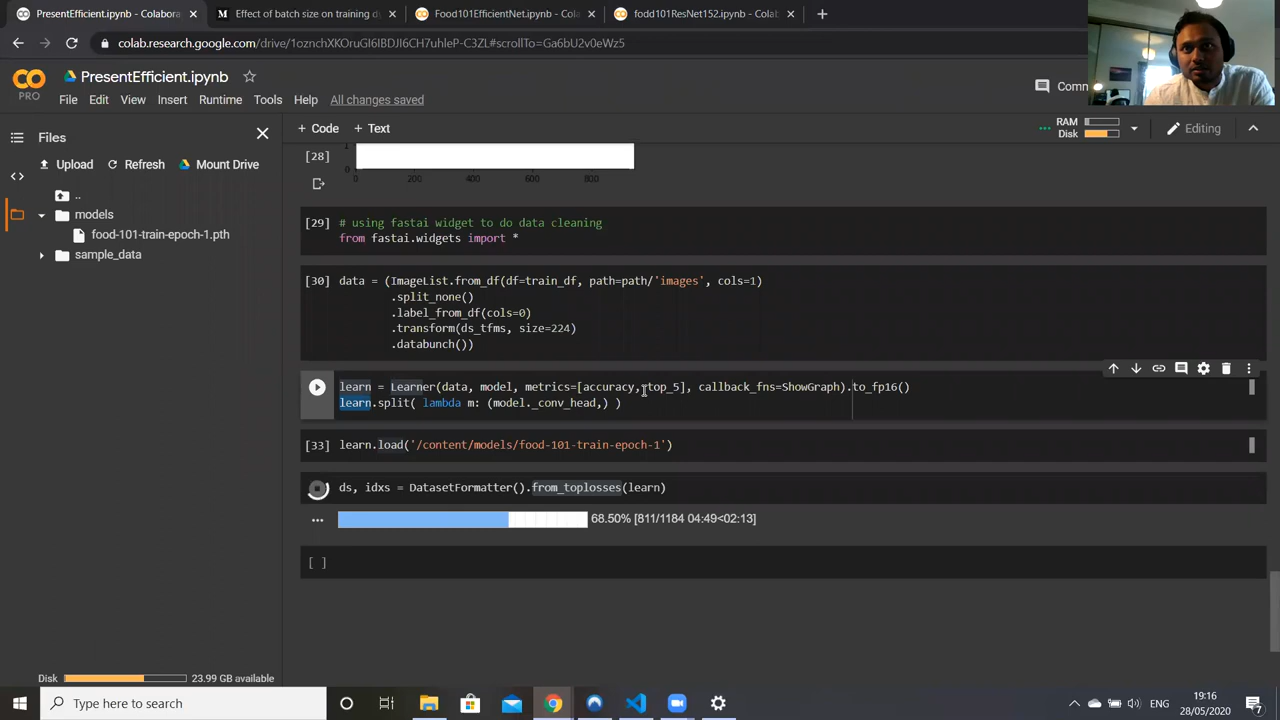 PresentEfficient.ipynb - Colabora
Effect of batch size on training dy
Food101EfficientNet.ipynb - Colab
fodd101ResNet152.ipynb - Colab
colab.research.google.com/drive/1oznchXKOruGI6lBDJI6CH7uhleP-C3ZL#scrollTo=Ga6bU2v0eWz5
CO
PRO
PresentEfficient.ipynb
File Edit View Insert Runtime Tools Help All changes saved
Comm
Files
+ Code + Text
RAM
Disk
Editing
Upload Refresh Mount Drive
..
models
food-101-train-epoch-1.pth
sample_data
[28]
0 200 400 600 800
[29] # using fastai widget to do data cleaning
from fastai.widgets import *
[30] data = (ImageList.from_df(df=train_df, path=path/'images', cols=1)
.split_none()
.label_from_df(cols=0)
.transform(ds_tfms, size=224)
.databunch())
learn = Learner(data, model, metrics=[accuracy, top_5], callback_fns=ShowGraph).to_fp16()
learn.split( lambda m: (model._conv_head,) )
[33] learn.load('/content/models/food-101-train-epoch-1')
ds, idxs = DatasetFormatter().from_toplosses(learn)
68.50% [811/1184 04:49<02:13]
[ ]
Disk 23.99 GB available
Type here to search
ENG
19:16
28/05/2020
7